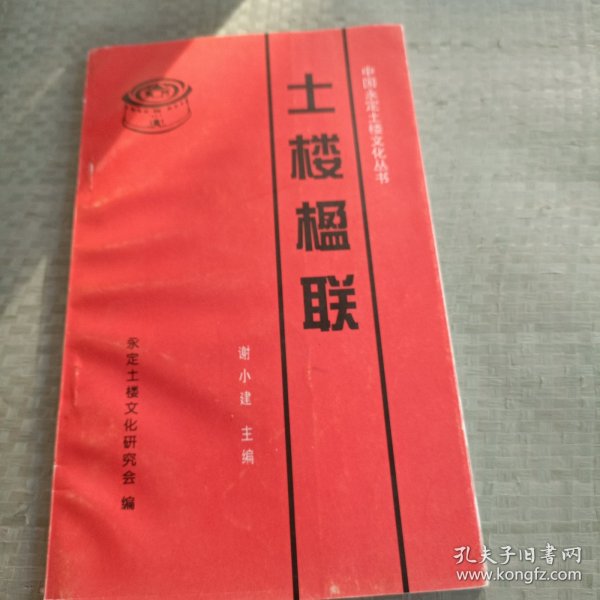 中国永定土楼文化丛书
土楼楹联
谢小建 主编
永定土楼文化研究会 编
孔夫子旧书网
www.kongfz.com